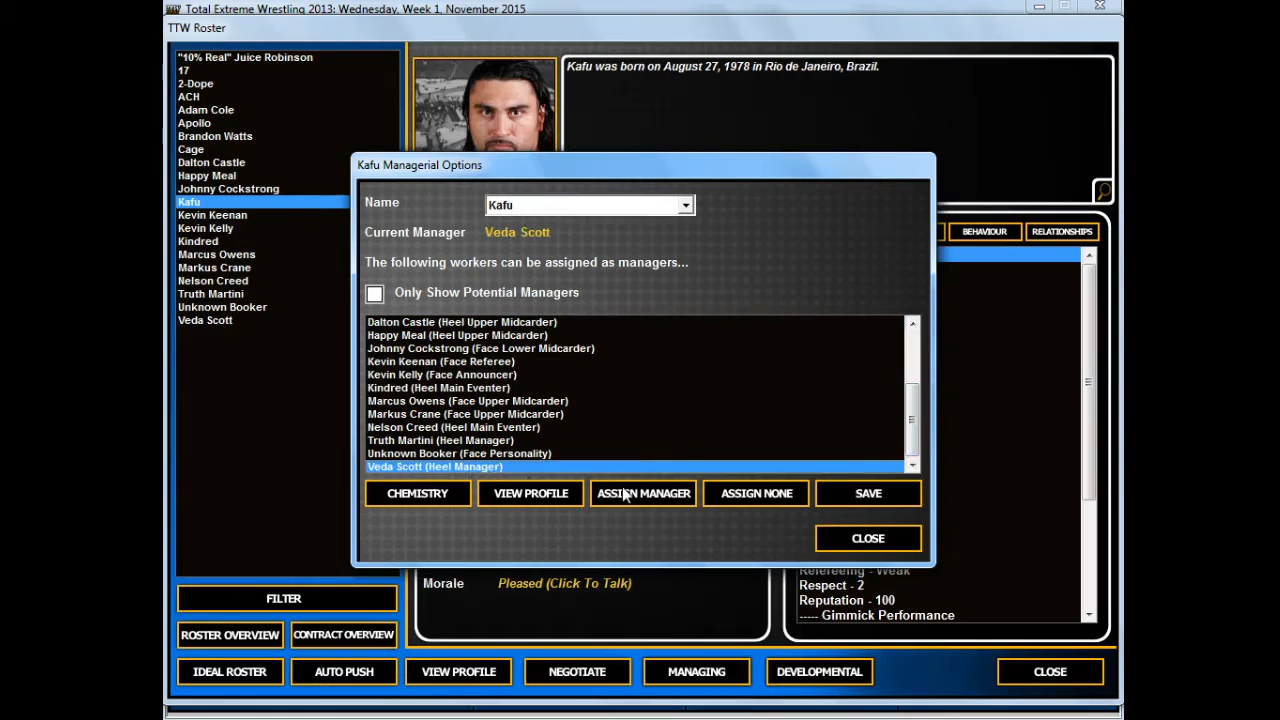 Total Extreme Wrestling 2013: Wednesday, Week 1, November 2015
TTW Roster
"10% Real" Juice Robinson
17
2-Dope
ACH
Adam Cole
Apollo
Brandon Watts
Cage
Dalton Castle
Happy Meal
Johnny Cockstrong
Kafu
Kevin Keenan
Kevin Kelly
Kindred
Marcus Owens
Markus Crane
Nelson Creed
Truth Martini
Unknown Booker
Veda Scott
Kafu was born on August 27, 1978 in Rio de Janeiro, Brazil.
BEHAVIOUR
RELATIONSHIPS
Kafu Managerial Options
Name
Kafu
Current Manager
Veda Scott
The following workers can be assigned as managers...
Only Show Potential Managers
Dalton Castle (Heel Upper Midcarder)
Happy Meal (Heel Upper Midcarder)
Johnny Cockstrong (Face Lower Midcarder)
Kevin Keenan (Face Referee)
Kevin Kelly (Face Announcer)
Kindred (Heel Main Eventer)
Marcus Owens (Face Upper Midcarder)
Markus Crane (Face Upper Midcarder)
Nelson Creed (Heel Main Eventer)
Truth Martini (Heel Manager)
Unknown Booker (Face Personality)
Veda Scott (Heel Manager)
CHEMISTRY
VIEW PROFILE
ASSIGN MANAGER
ASSIGN NONE
SAVE
CLOSE
Morale
Pleased (Click To Talk)
Refereeing - Weak
Respect - 2
Reputation - 100
----- Gimmick Performance
FILTER
ROSTER OVERVIEW
CONTRACT OVERVIEW
IDEAL ROSTER
AUTO PUSH
VIEW PROFILE
NEGOTIATE
MANAGING
DEVELOPMENTAL
CLOSE